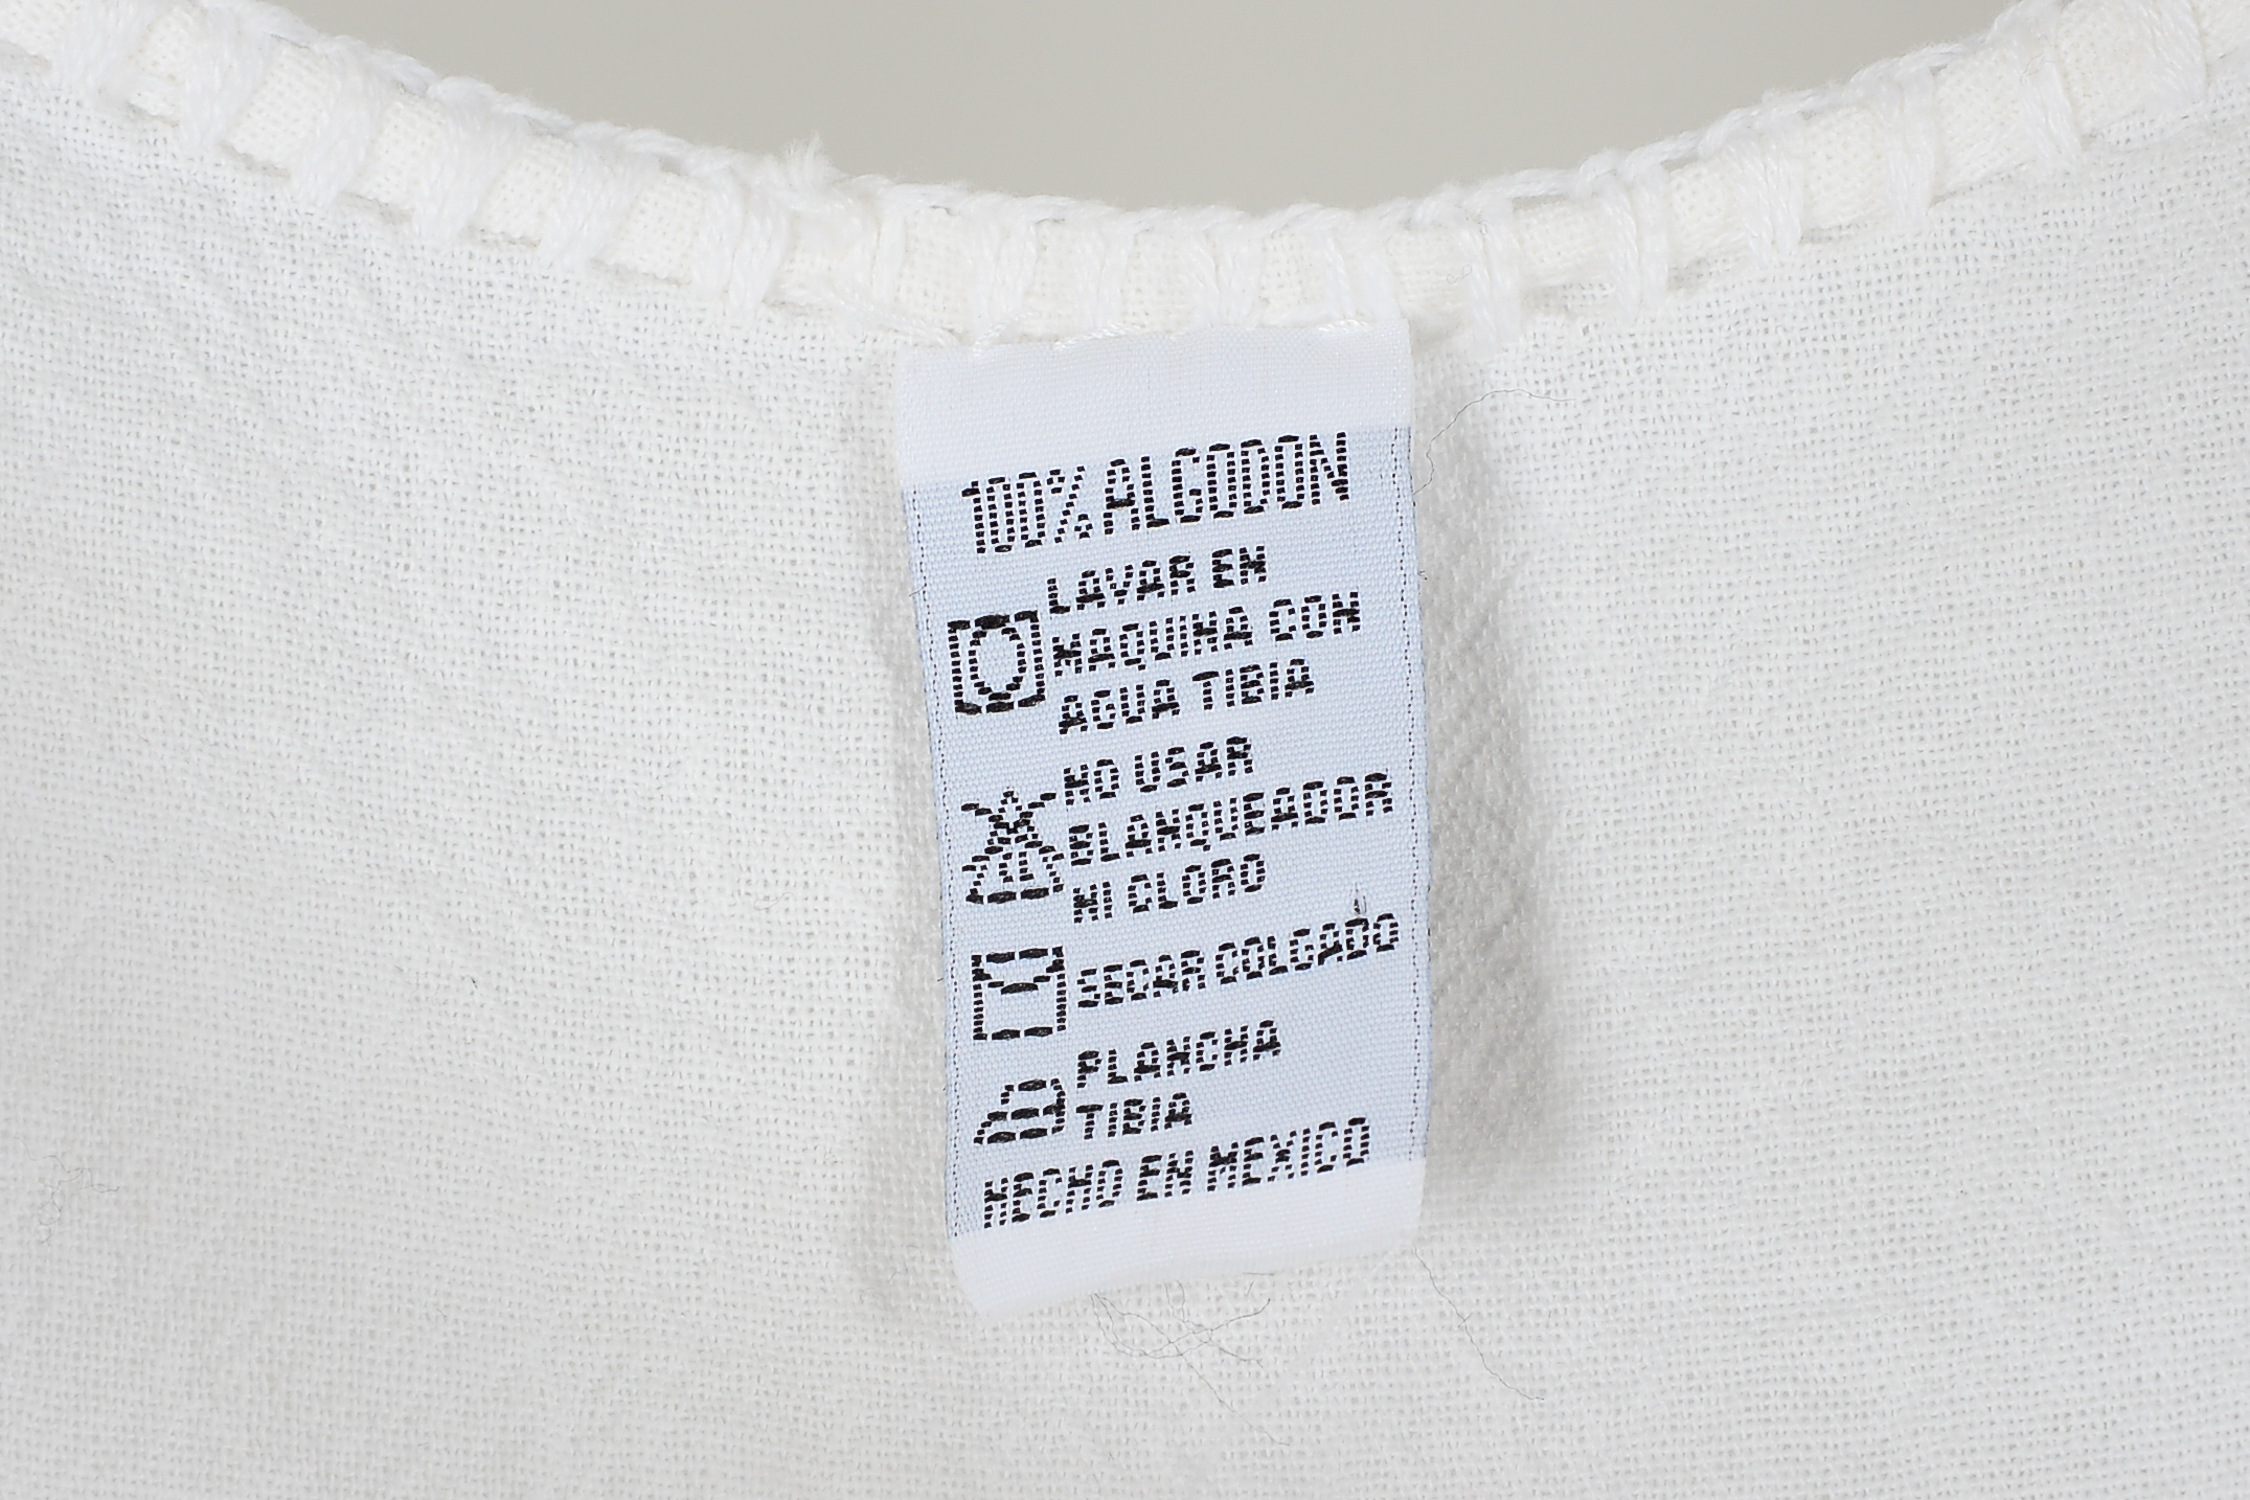 100% ALGODON
LAVAR EN
MAQUINA CON
AGUA TIBIA
NO USAR
BLANQUEADOR
NI CLORO
SECAR COLGADO
PLANCHA
TIBIA
HECHO EN MEXICO